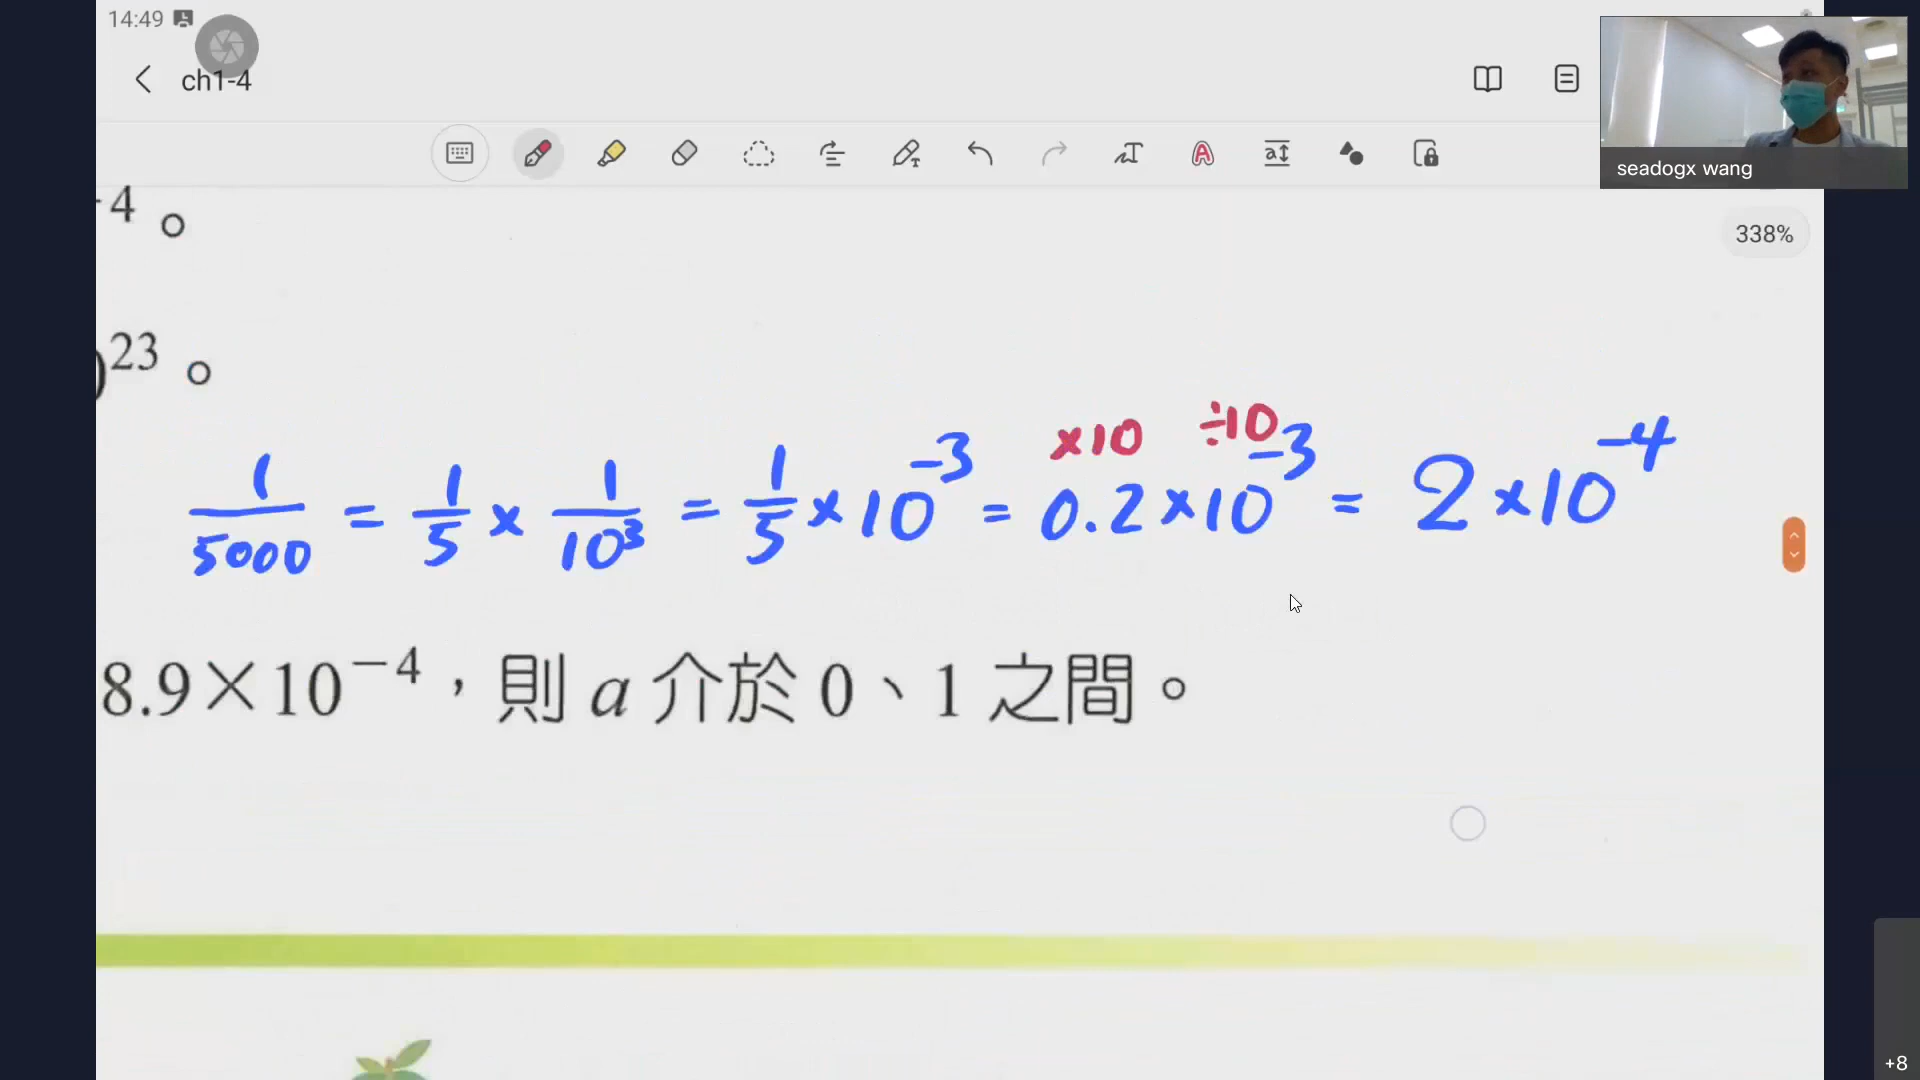 14:49
ch1-4
seadogx wang
338%
-4 。
)23 。
×10 ÷10
1/5000 = 1/5 × 1/10³ = 1/5 × 10⁻³ = 0.2 × 10⁻³ = 2 × 10⁻⁴
8.9×10⁻⁴，則 a 介於 0、1 之間。
+8